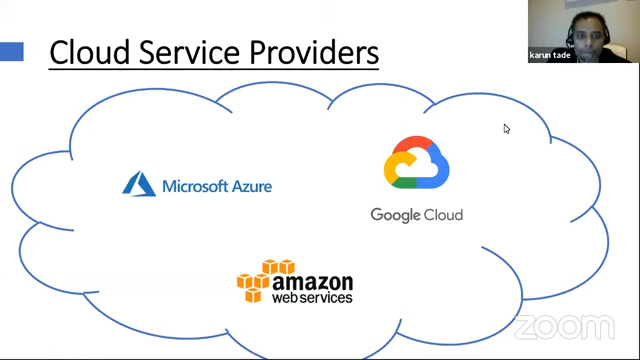 Cloud Service Providers
karun tade
Microsoft Azure
Google Cloud
amazon
web services
zoom